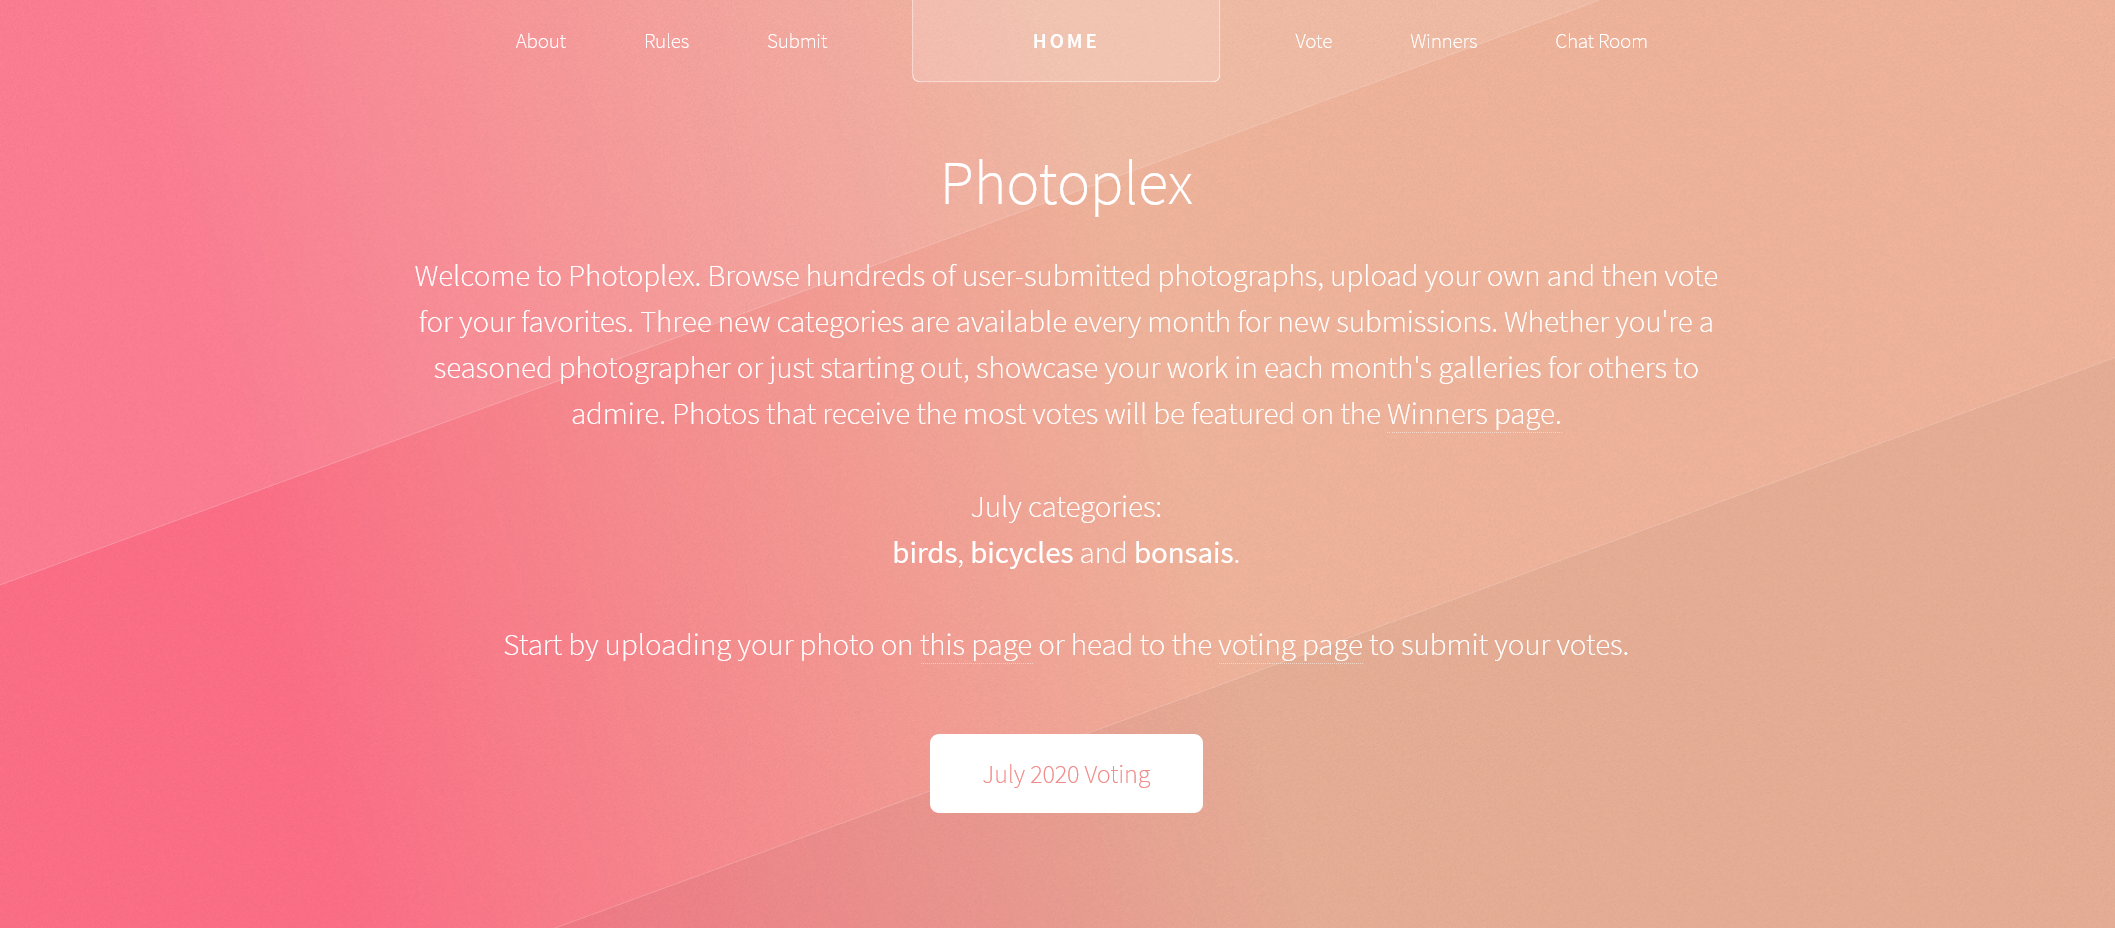 About Rules Submit HOME Vote Winners Chat Room
Photoplex
Welcome to Photoplex. Browse hundreds of user-submitted photographs, upload your own and then vote
for your favorites. Three new categories are available every month for new submissions. Whether you're a
seasoned photographer or just starting out, showcase your work in each month's galleries for others to
admire. Photos that receive the most votes will be featured on the Winners page.
July categories:
birds, bicycles and bonsais.
Start by uploading your photo on this page or head to the voting page to submit your votes.
July 2020 Voting